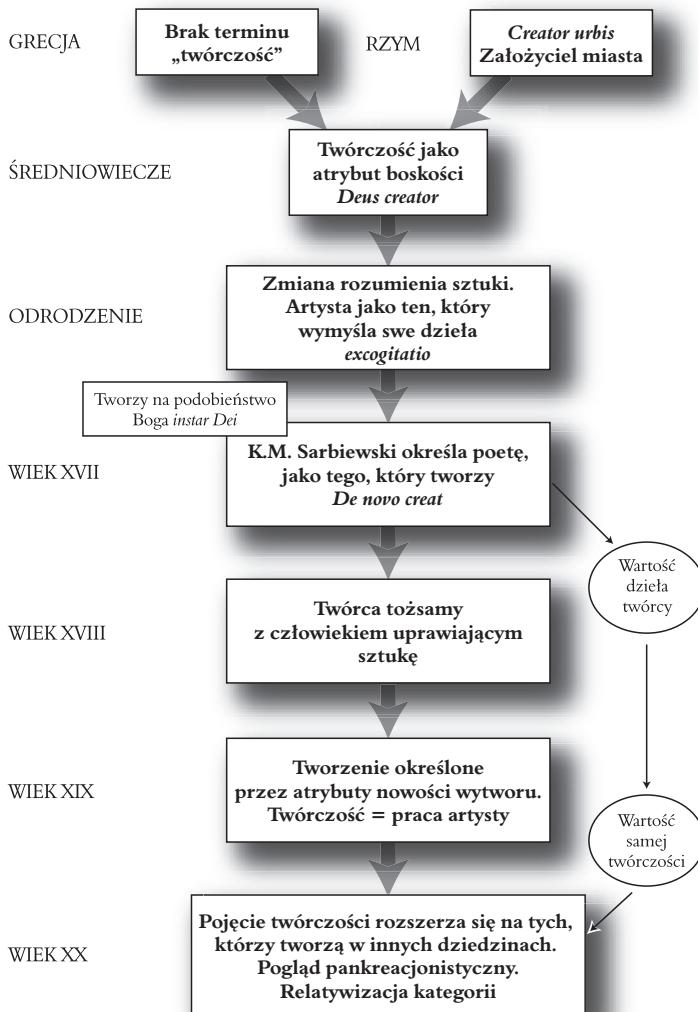 GRECJA
Brak terminu
„twórczość”
RZYM
Creator urbis
Założyciel miasta
ŚREDNIOWIECZE
Twórczość jako
atrybut boskości
Deus creator
ODRODZENIE
Zmiana rozumienia sztuki.
Artysta jako ten, który
wymyśla swe dzieła
excogitatio
Tworzy na podobieństwo
Boga instar Dei
WIEK XVII
K.M. Sarbiewski określa poetę,
jako tego, który tworzy
De novo creat
Wartość
dzieła
twórcy
WIEK XVIII
Twórca tożsamy
z człowiekiem uprawiającym
sztukę
WIEK XIX
Tworzenie określone
przez atrybuty nowości wytworu.
Twórczość = praca artysty
Wartość
samej
twórczości
WIEK XX
Pojęcie twórczości rozszerza się na tych,
którzy tworzą w innych dziedzinach.
Pogląd pankreacjonistyczny.
Relatywizacja kategorii